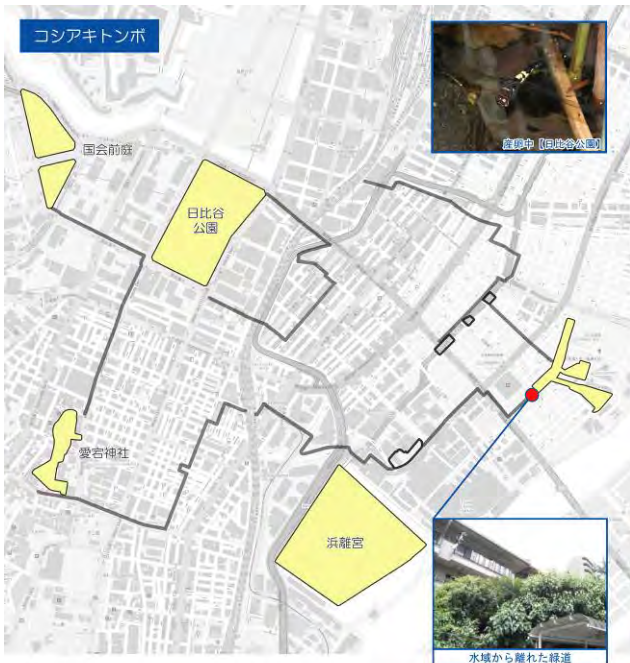 コシアキトンボ
産卵中【日比谷公園】
国会前庭
日比谷
公園
愛宕神社
浜離宮
水域から離れた緑道